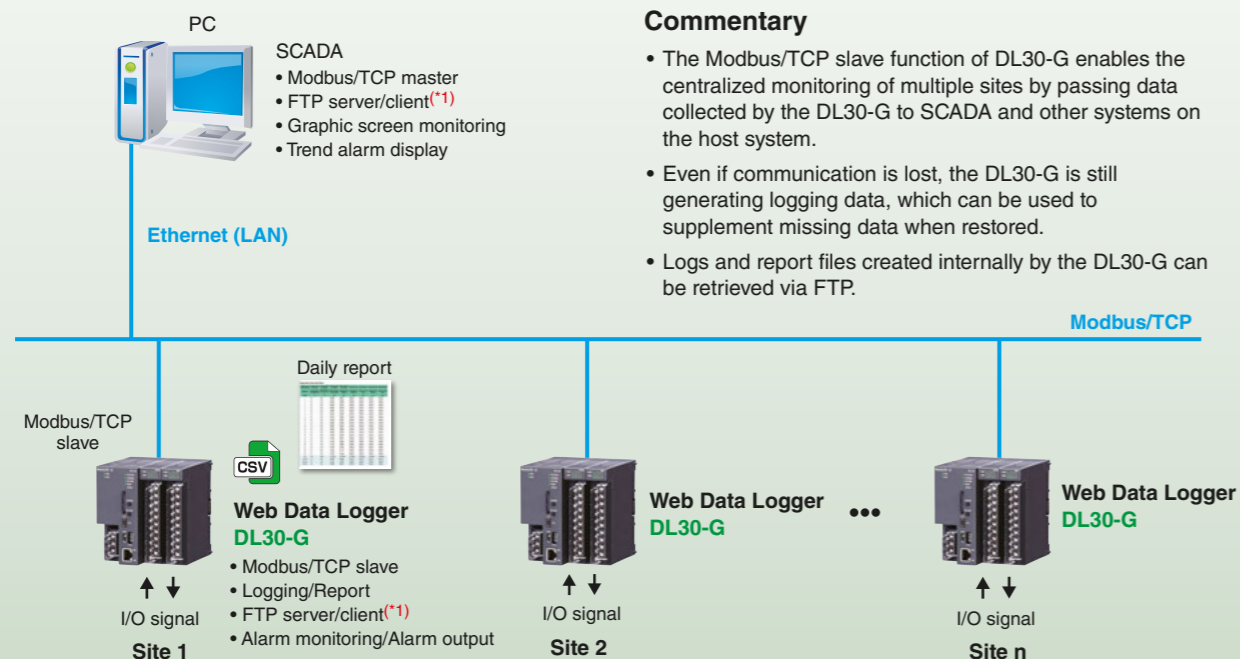 PC
SCADA
• Modbus/TCP master
• FTP server/client(*1)
• Graphic screen monitoring
• Trend alarm display
Commentary
• The Modbus/TCP slave function of DL30-G enables the
centralized monitoring of multiple sites by passing data
collected by the DL30-G to SCADA and other systems on
the host system.
• Even if communication is lost, the DL30-G is still
generating logging data, which can be used to
supplement missing data when restored.
• Logs and report files created internally by the DL30-G can
be retrieved via FTP.
Ethernet (LAN)
Modbus/TCP
Daily report
Modbus/TCP
slave
CSV
Web Data Logger
DL30-G
• Modbus/TCP slave
• Logging/Report
• FTP server/client(*1)
• Alarm monitoring/Alarm output
I/O signal
Site 1
Web Data Logger
DL30-G
I/O signal
Site 2
•••
Web Data Logger
DL30-G
I/O signal
Site n